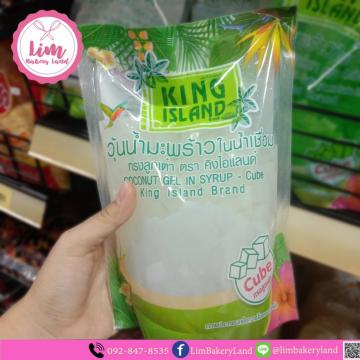 Lim
Bakery Land
KING
ISLAND
วุ้นน้ำมะพร้าวในน้ำเชื่อม
ทรงลูกเต๋า ตรา คิงไอแลนด์
COCONUT GEL IN SYRUP - Cube
King Island Brand
Cube
092-847-8535
LimBakeryLand
@limbakeryland